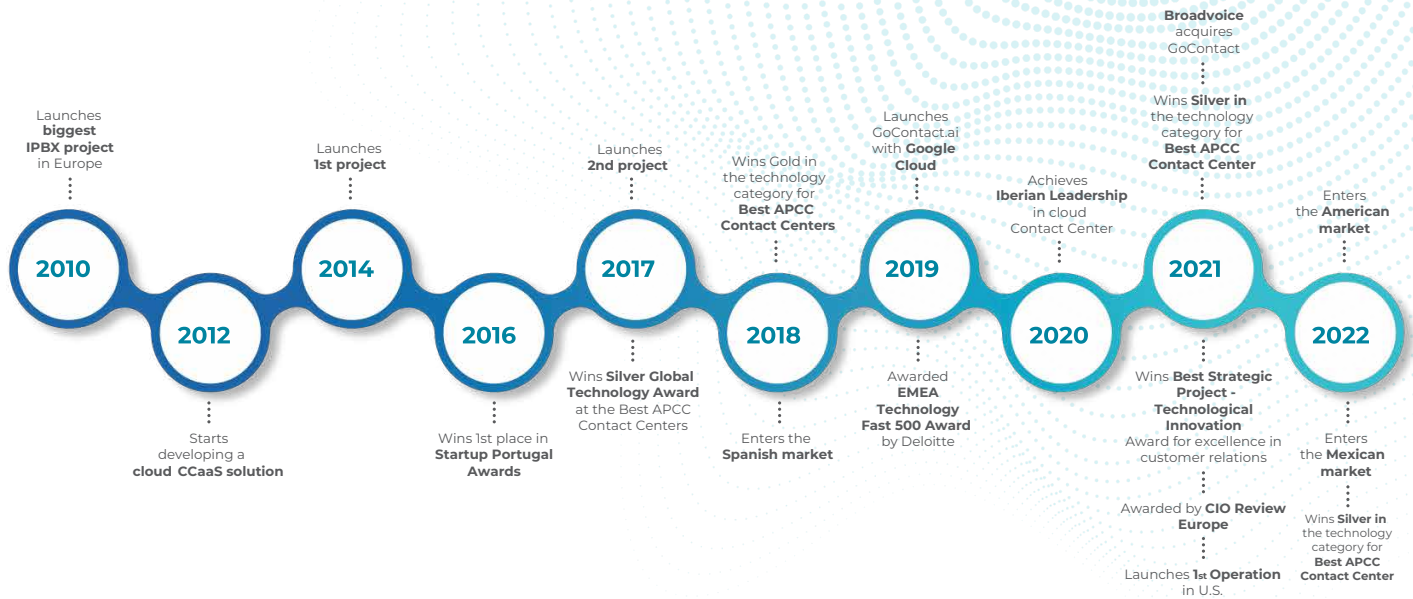 Launches
biggest
IPBX project
in Europe
2010
2012
Starts
developing a
cloud CCaaS solution
Launches
1st project
2014
2016
Wins 1st place in
Startup Portugal
Awards
Launches
2nd project
2017
Wins Silver Global
Technology Award
at the Best APCC
Contact Centers
Wins Gold in
the technology
category for
Best APCC
Contact Centers
2018
Enters the
Spanish market
Launches
GoContact.ai
with Google
Cloud
2019
Awarded
EMEA
Technology
Fast 500 Award
by Deloitte
Achieves
Iberian Leadership
in cloud
Contact Center
2020
Broadvoice
acquires
GoContact
Wins Silver in
the technology
category for
Best APCC
Contact Center
2021
Wins Best Strategic
Project -
Technological
Innovation
Award for excellence in
customer relations
Awarded by CIO Review
Europe
Launches 1st Operation
in U.S.
Enters
the American
market
2022
Enters
the Mexican
market
Wins Silver in
the technology
category for
Best APCC
Contact Center